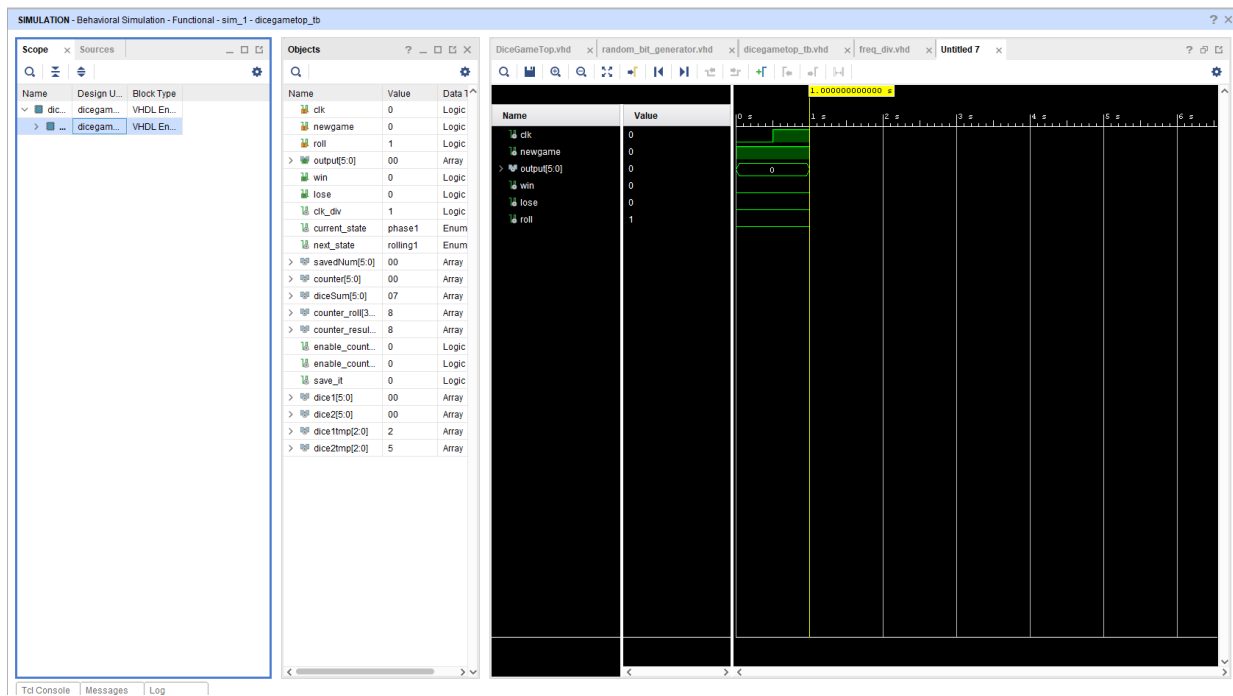 SIMULATION - Behavioral Simulation - Functional - sim_1 - dicegametop_tb ? ×
Scope × Sources
Name Design U... Block Type
dic... dicegam... VHDL En...
... dicegam... VHDL En...
Objects ?
Name Value Data T
clk 0 Logic
newgame 0 Logic
roll 1 Logic
output[5:0] 00 Array
win 0 Logic
lose 0 Logic
clk_div 1 Logic
current_state phase1 Enum
next_state rolling1 Enum
savedNum[5:0] 00 Array
counter[5:0] 00 Array
diceSum[5:0] 07 Array
counter_roll[3... 8 Array
counter_resul... 8 Array
enable_count... 0 Logic
enable_count... 0 Logic
save_it 0 Logic
dice1[5:0] 00 Array
dice2[5:0] 00 Array
dice1tmp[2:0] 2 Array
dice2tmp[2:0] 5 Array
DiceGameTop.vhd × random_bit_generator.vhd × dicegametop_tb.vhd × freq_div.vhd × Untitled 7 × ?
1.000000000000 s
Name Value
0 s 1 s 2 s 3 s 4 s 5 s 6 s
clk 0
newgame 0
output[5:0] 0 0
win 0
lose 0
roll 1
Tcl Console Messages Log